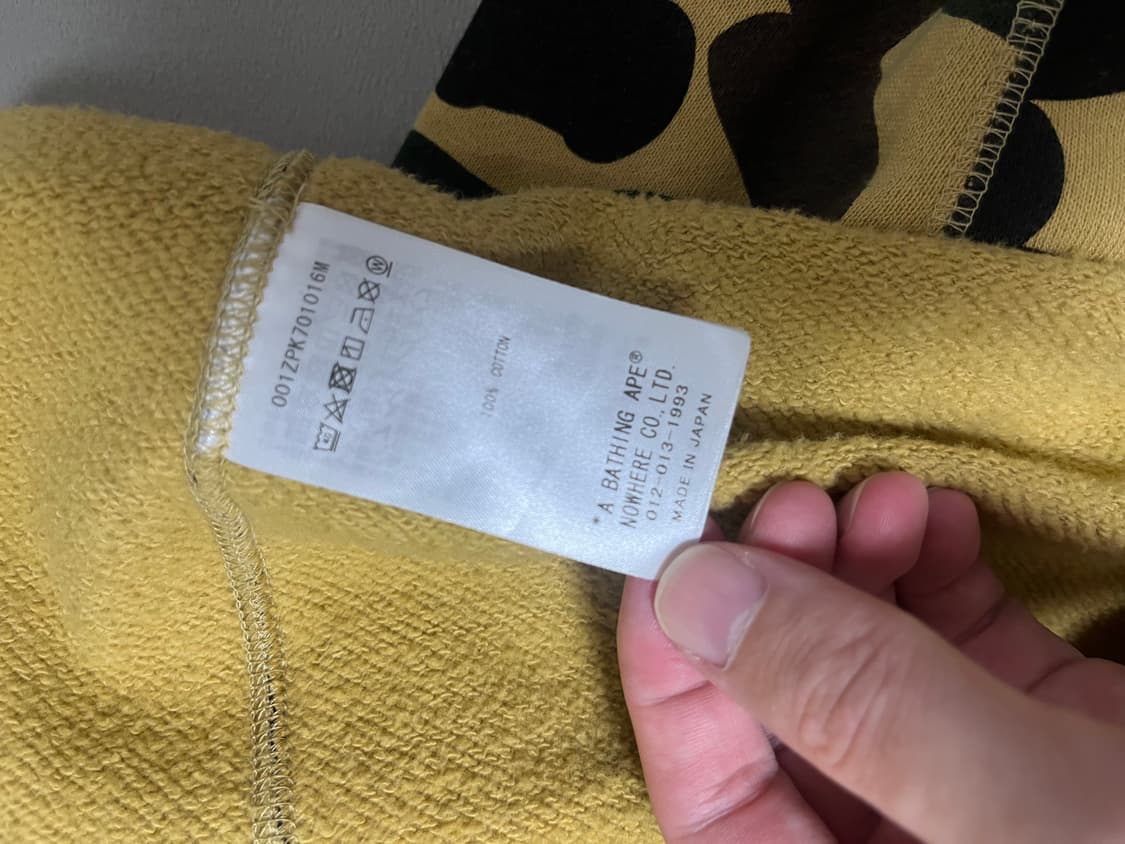 001ZPK701016M
100% COTTON
* A BATHING APE®
NOWHERE CO., LTD.
012-013-1993
MADE IN JAPAN